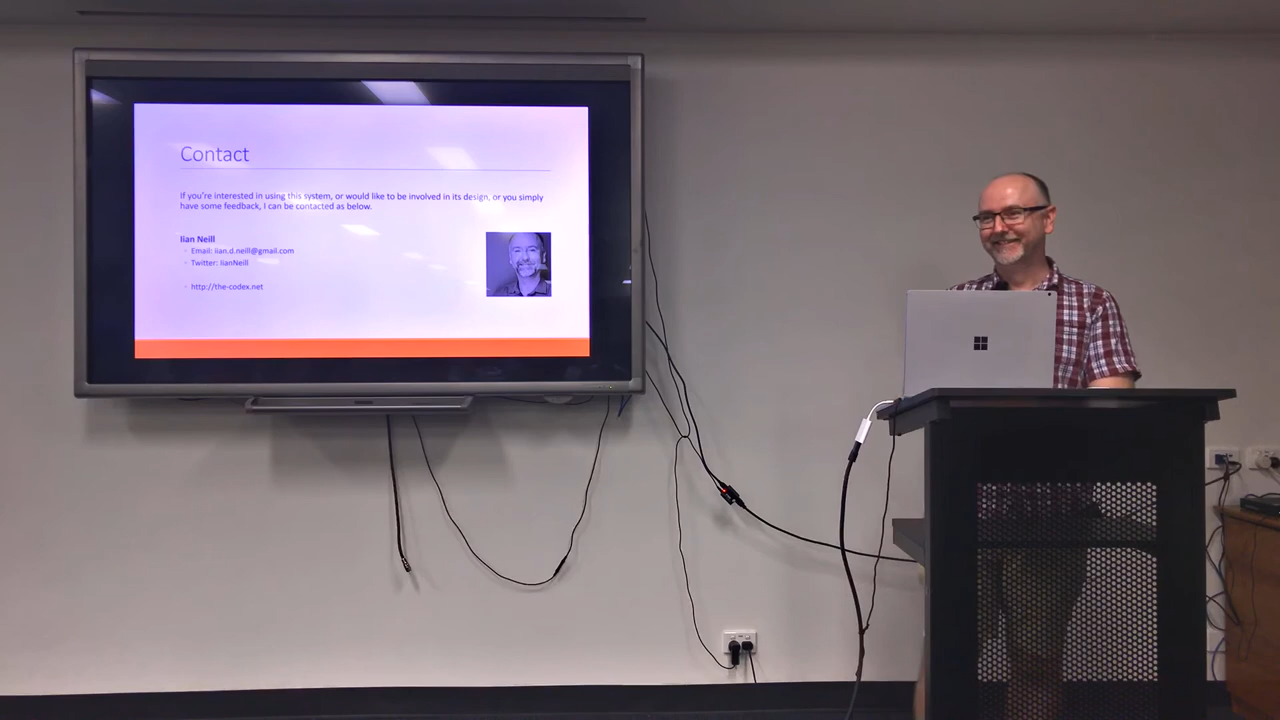 Contact
If you're interested in using this system, or would like to be involved in its design, or you simply
have some feedback, I can be contacted as below.
Iian Neill
Email: iian.d.neill@gmail.com
Twitter: IianNeill
http://the-codex.net